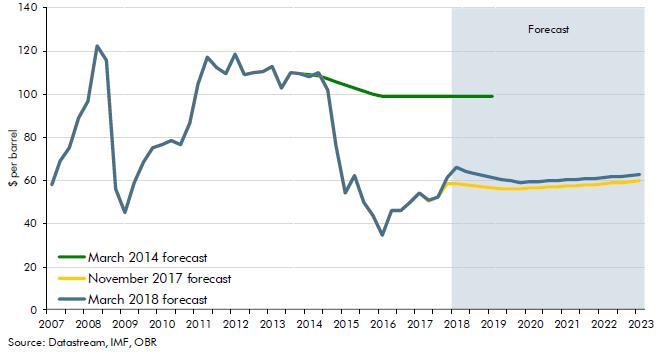 140
120
100
80
60
40
20
0
$ per barrel
Forecast
March 2014 forecast
November 2017 forecast
March 2018 forecast
2007 2008 2009 2010 2011 2012 2013 2014 2015 2016 2017 2018 2019 2020 2021 2022 2023
Source: Datastream, IMF, OBR